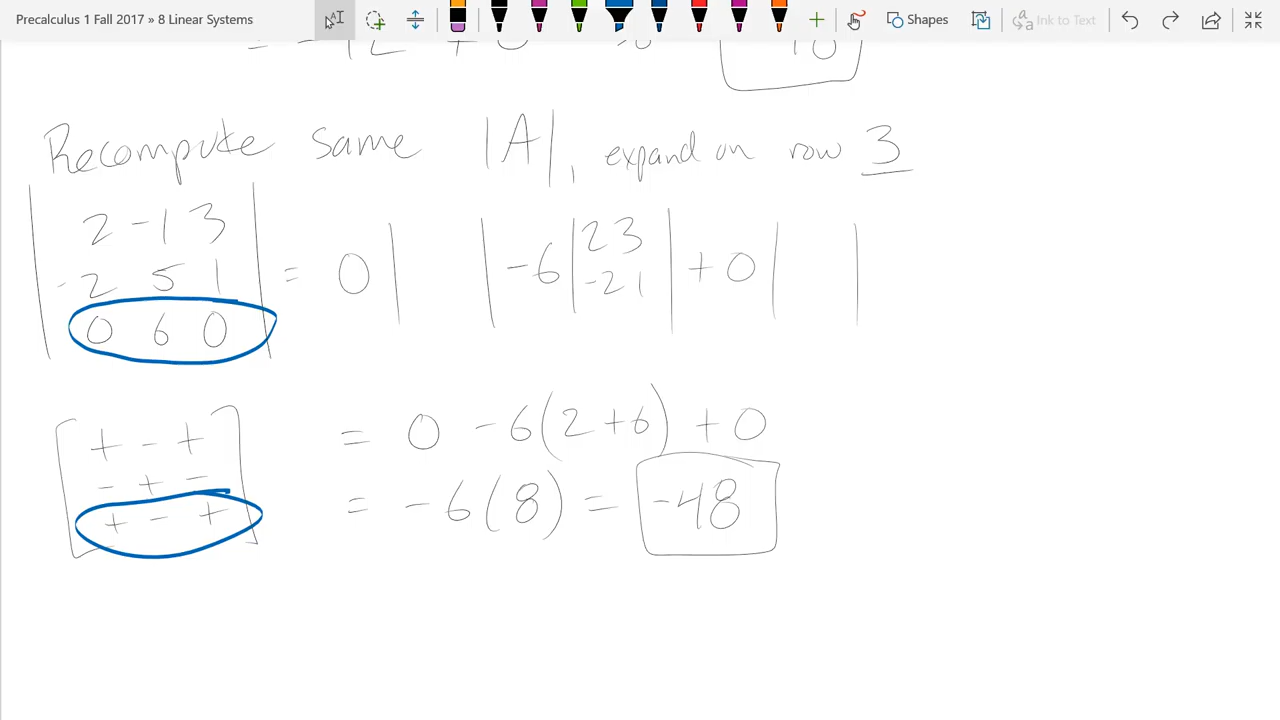 Precalculus 1 Fall 2017 » 8 Linear Systems
Shapes
Ink to Text
Recompute same |A|, expand on row 3
| 2 -1 3 |
| -2 5 1 | = 0 | | -6 | 2 3 | + 0 | |
| -2 1 |
| 0 6 0 |
[ + - + ]
= 0 -6(2+6) + 0
[ - + - ]
= -6(8) = -48
[ + - + ]